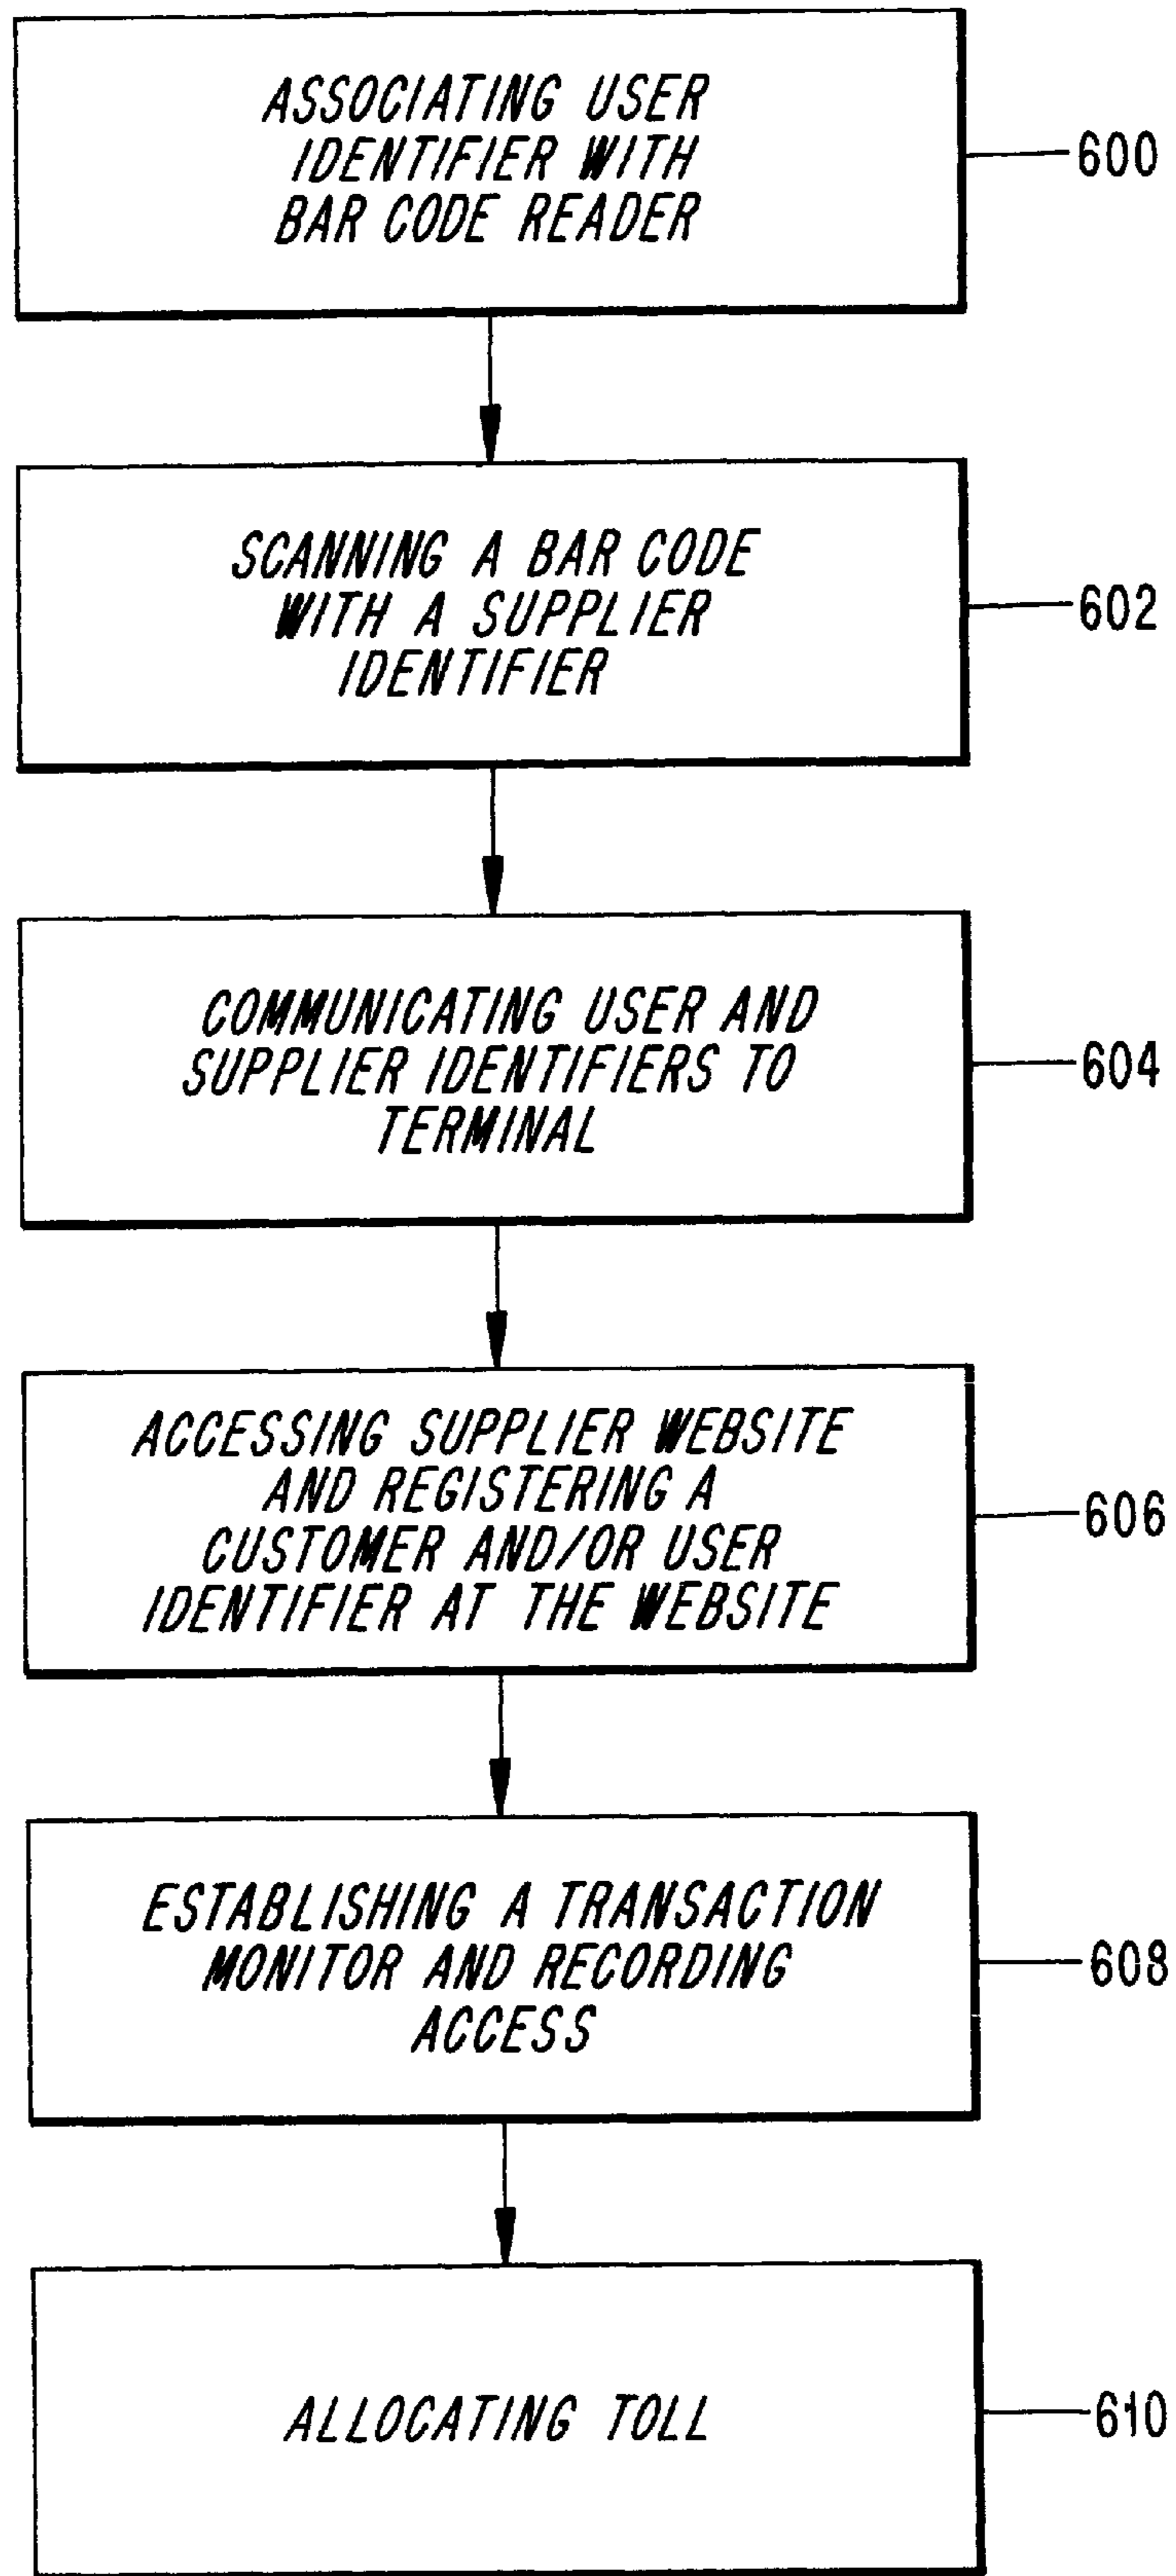 ASSOCIATING USER
IDENTIFIER WITH
BAR CODE READER
600
SCANNING A BAR CODE
WITH A SUPPLIER
IDENTIFIER
602
COMMUNICATING USER AND
SUPPLIER IDENTIFIERS TO
TERMINAL
604
ACCESSING SUPPLIER WEBSITE
AND REGISTERING A
CUSTOMER AND/OR USER
IDENTIFIER AT THE WEBSITE
606
ESTABLISHING A TRANSACTION
MONITOR AND RECORDING
ACCESS
608
ALLOCATING TOLL
610